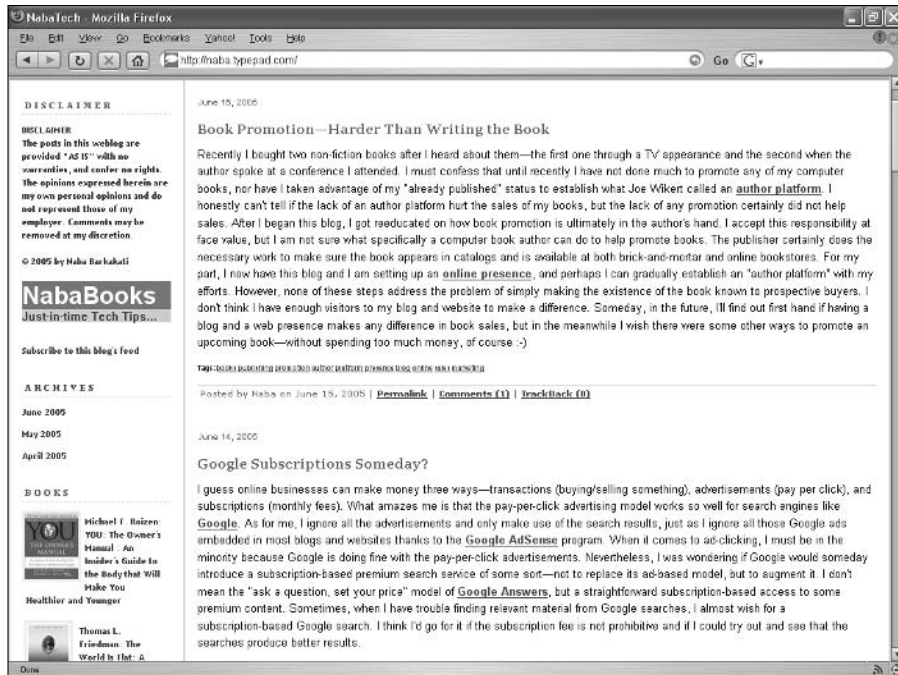 NabaTech - Mozilla Firefox
File Edit View Go Bookmarks Yahoo! Tools Help
http://naba.typepad.com/
Go
DISCLAIMER
DISCLAIMER
The posts in this weblog are
provided "AS IS" with no
warranties, and confer no rights.
The opinions expressed herein are
my own personal opinions and do
not represent those of my
employer. Comments may be
removed at my discretion.
© 2005 by Naba Barkakati
NabaBooks
Just-in-time Tech Tips...
Subscribe to this blog's feed
ARCHIVES
June 2005
May 2005
April 2005
BOOKS
YOU
Michael F. Roizen:
YOU: The Owner's
Manual : An
Insider's Guide to
the Body that Will
Make You
Healthier and Younger
Thomas L.
Friedman: The
World Is Flat: A
June 15, 2005
Book Promotion—Harder Than Writing the Book
Recently I bought two non-fiction books after I heard about them—the first one through a TV appearance and the second when the
author spoke at a conference I attended. I must confess that until recently I have not done much to promote any of my computer
books, nor have I taken advantage of my "already published" status to establish what Joe Wikert called an author platform. I
honestly can't tell if the lack of an author platform hurt the sales of my books, but the lack of any promotion certainly did not help
sales. After I began this blog, I got reeducated on how book promotion is ultimately in the author's hand. I accept this responsibility at
face value, but I am not sure what specifically a computer book author can do to help promote books. The publisher certainly does the
necessary work to make sure the book appears in catalogs and is available at both brick-and-mortar and online bookstores. For my
part, I now have this blog and I am setting up an online presence, and perhaps I can gradually establish an "author platform" with my
efforts. However, none of these steps address the problem of simply making the existence of the book known to prospective buyers. I
don't think I have enough visitors to my blog and website to make a difference. Someday, in the future, I'll find out first hand if having a
blog and a web presence makes any difference in book sales, but in the meanwhile I wish there were some other ways to promote an
upcoming book—without spending too much money, of course :-)
Tags: books publishing promotion author platform presence blog online sales marketing
Posted by Naba on June 15, 2005 | Permalink | Comments (1) | TrackBack (0)
June 14, 2005
Google Subscriptions Someday?
I guess online businesses can make money three ways—transactions (buying/selling something), advertisements (pay per click), and
subscriptions (monthly fees). What amazes me is that the pay-per-click advertising model works so well for search engines like
Google. As for me, I ignore all the advertisements and only make use of the search results, just as I ignore all those Google ads
embedded in most blogs and websites thanks to the Google AdSense program. When it comes to ad-clicking, I must be in the
minority because Google is doing fine with the pay-per-click advertisements. Nevertheless, I was wondering if Google would someday
introduce a subscription-based premium search service of some sort—not to replace its ad-based model, but to augment it. I don't
mean the "ask a question, set your price" model of Google Answers, but a straightforward subscription-based access to some
premium content. Sometimes, when I have trouble finding relevant material from Google searches, I almost wish for a
subscription-based Google search. I think I'd go for it if the subscription fee is not prohibitive and if I could try out and see that the
searches produce better results.
Done